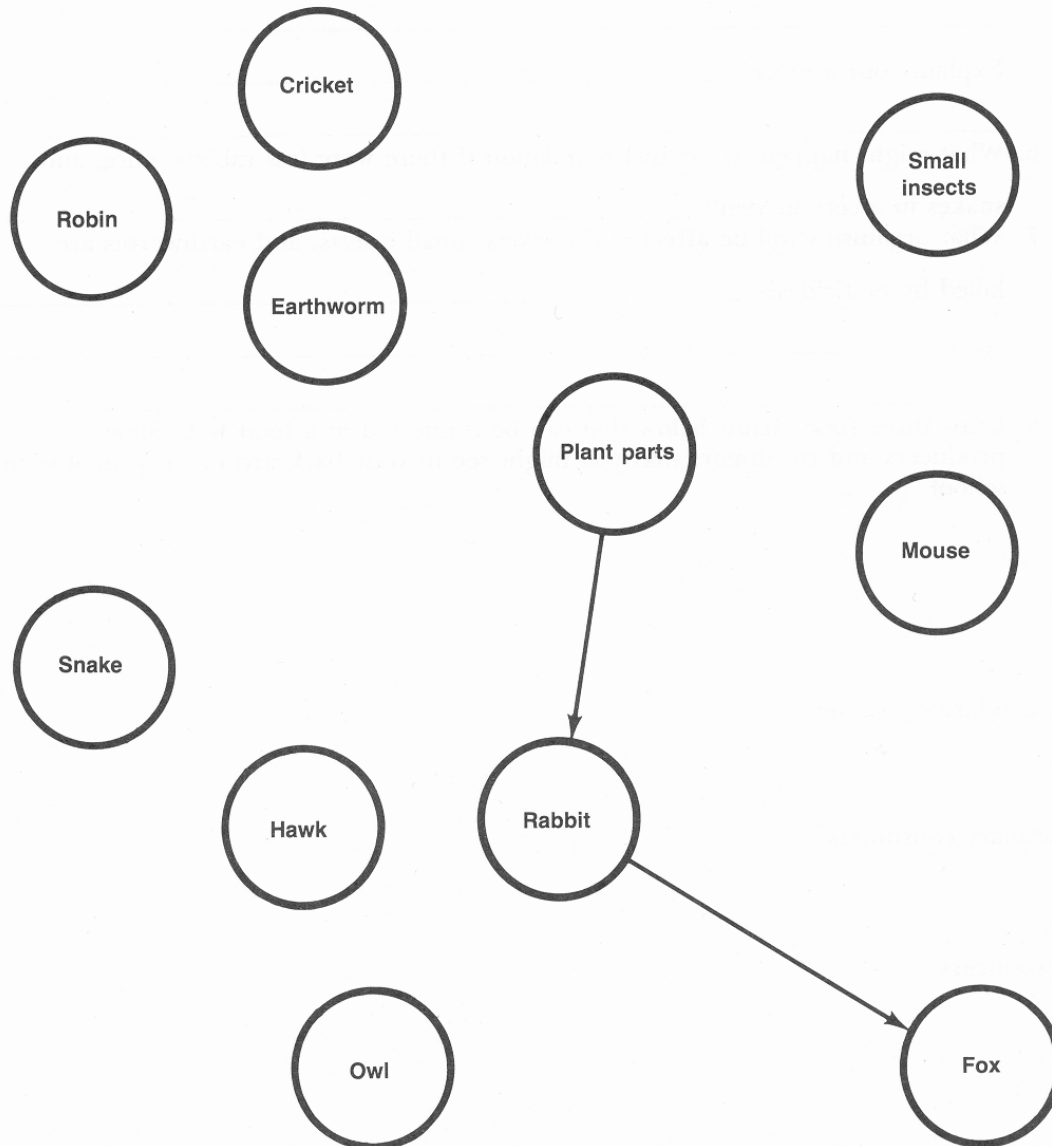 Cricket
Small
insects
Robin
Earthworm
Plant parts
Mouse
Snake
Rabbit
Hawk
Owl
Fox